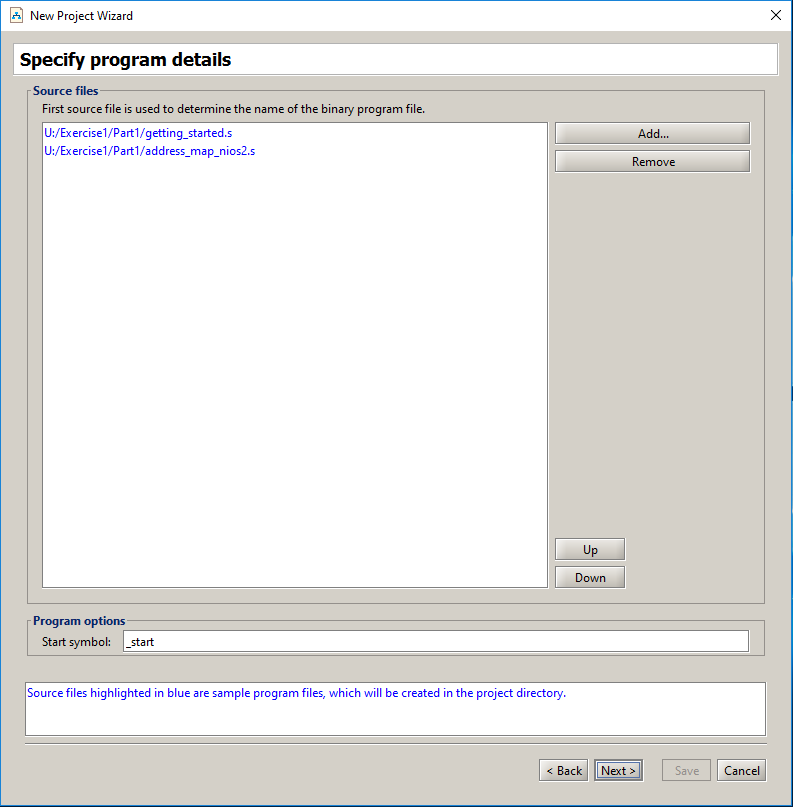 New Project Wizard
Specify program details
Source files
First source file is used to determine the name of the binary program file.
U:/Exercise1/Part1/getting_started.s
U:/Exercise1/Part1/address_map_nios2.s
Add...
Remove
Up
Down
Program options
Start symbol: _start
Source files highlighted in blue are sample program files, which will be created in the project directory.
< Back Next > Save Cancel